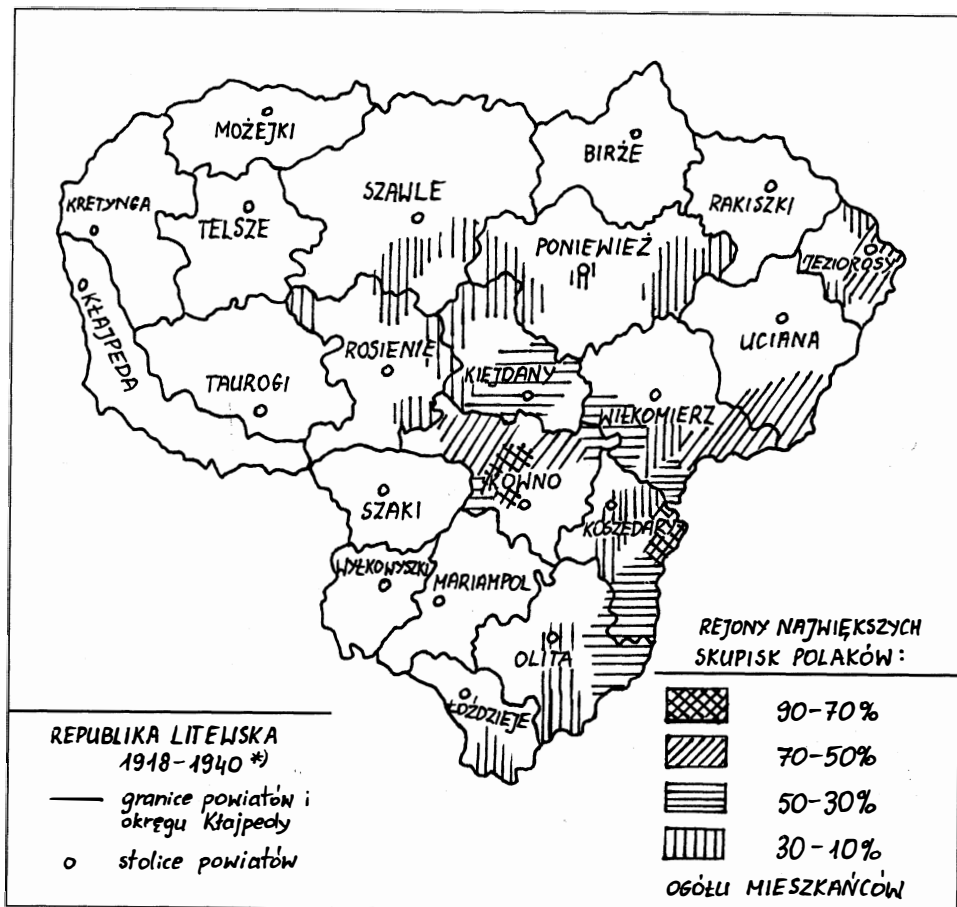 MOŻEJKI
BIRŻE
SZAWLE
RAKISZKI
KRETYNGA
TELSZE
PONIEWIEŻ
JEZIOROSY
KŁAJPEDA
UCIANA
ROSIENIE
TAUROGI
KIEJDANY
WIŁKOMIERZ
KOWNO
SZAKI
KOSZEDARY
WYŁKOWYSZKI
MARIAMPOL
OLITA
ŁOŹDZIEJE
REPUBLIKA LITEWSKA
1918-1940 *)
granice powiatów i
okręgu Kłajpedy
stolice powiatów
REJONY NAJWIĘKSZYCH
SKUPISK POLAKÓW:
90-70%
70-50%
50-30%
30-10%
OGÓŁU MIESZKAŃCÓW